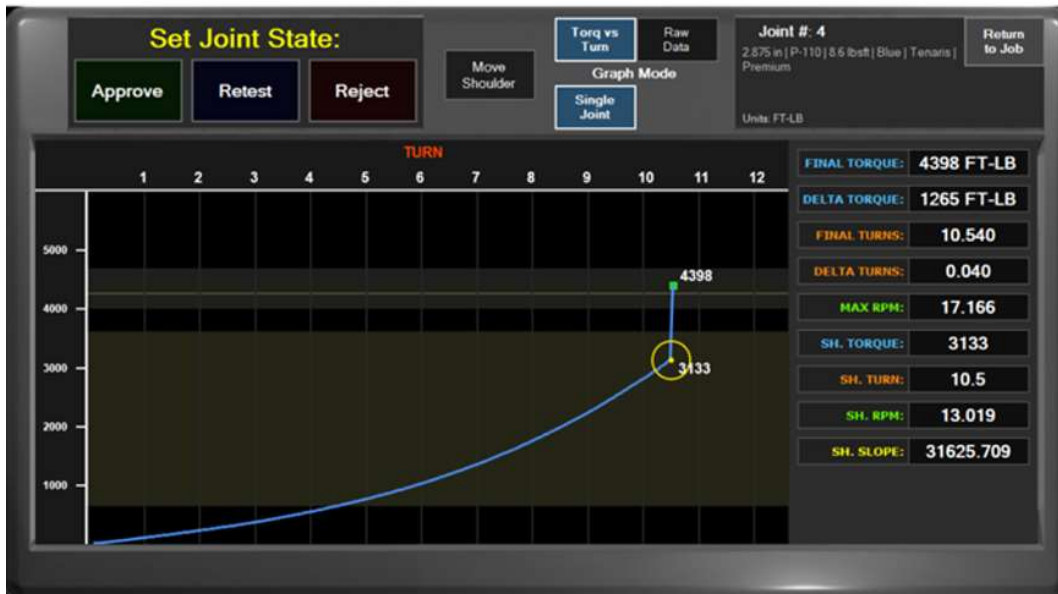 Set Joint State:
Approve
Retest
Reject
Move
Shoulder
Torq vs
Turn
Raw
Data
Graph Mode
Single
Joint
Joint #: 4
2.875 in | P-110 | 8.6 lbsft | Blue | Tenaris |
Premium
Units: FT-LB
Return
to Job
TURN
1 2 3 4 5 6 7 8 9 10 11 12
5000
4000
3000
2000
1000
4398
3133
FINAL TORQUE: 4398 FT-LB
DELTA TORQUE: 1265 FT-LB
FINAL TURNS: 10.540
DELTA TURNS: 0.040
MAX RPM: 17.166
SH. TORQUE: 3133
SH. TURN: 10.5
SH. RPM: 13.019
SH. SLOPE: 31625.709